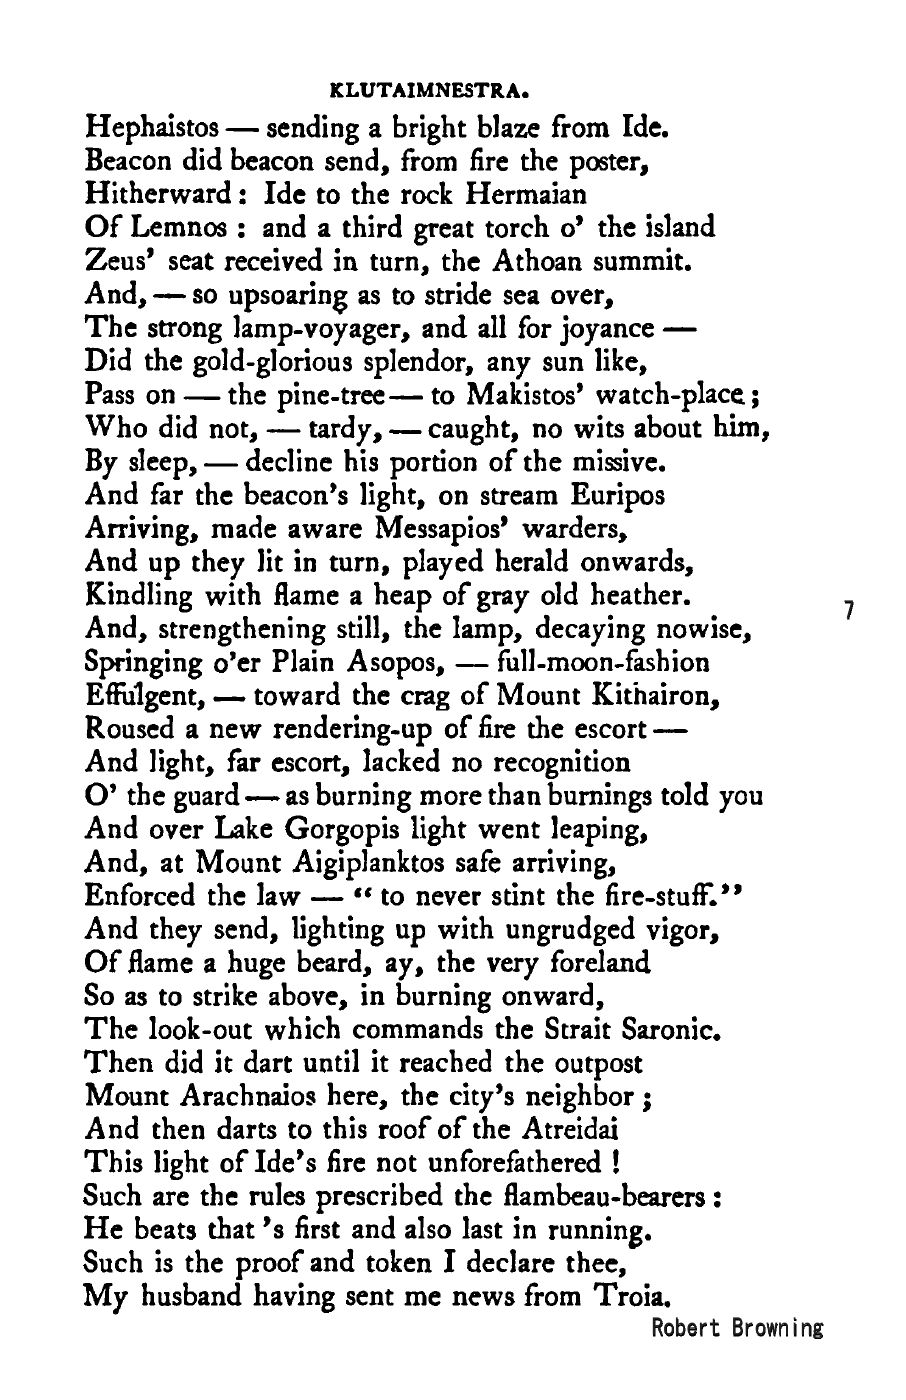 KLUTAIMNESTRA.
Hephaistos — sending a bright blaze from Ide.
Beacon did beacon send, from fire the poster,
Hitherward : Ide to the rock Hermaian
Of Lemnos : and a third great torch o' the island
Zeus' seat received in turn, the Athoan summit.
And, — so upsoaring as to stride sea over,
The strong lamp-voyager, and all for joyance —
Did the gold-glorious splendor, any sun like,
Pass on — the pine-tree — to Makistos' watch-place ;
Who did not, — tardy, — caught, no wits about him,
By sleep, — decline his portion of the missive.
And far the beacon's light, on stream Euripos
Arriving, made aware Messapios' warders,
And up they lit in turn, played herald onwards,
Kindling with flame a heap of gray old heather.
7
And, strengthening still, the lamp, decaying nowise,
Springing o'er Plain Asopos, — full-moon-fashion
Effulgent, — toward the crag of Mount Kithairon,
Roused a new rendering-up of fire the escort —
And light, far escort, lacked no recognition
O' the guard — as burning more than burnings told you
And over Lake Gorgopis light went leaping,
And, at Mount Aigiplanktos safe arriving,
Enforced the law — “ to never stint the fire-stuff.”
And they send, lighting up with ungrudged vigor,
Of flame a huge beard, ay, the very foreland
So as to strike above, in burning onward,
The look-out which commands the Strait Saronic.
Then did it dart until it reached the outpost
Mount Arachnaios here, the city's neighbor ;
And then darts to this roof of the Atreidai
This light of Ide's fire not unforefathered !
Such are the rules prescribed the flambeau-bearers :
He beats that 's first and also last in running.
Such is the proof and token I declare thee,
My husband having sent me news from Troia.
Robert Browning